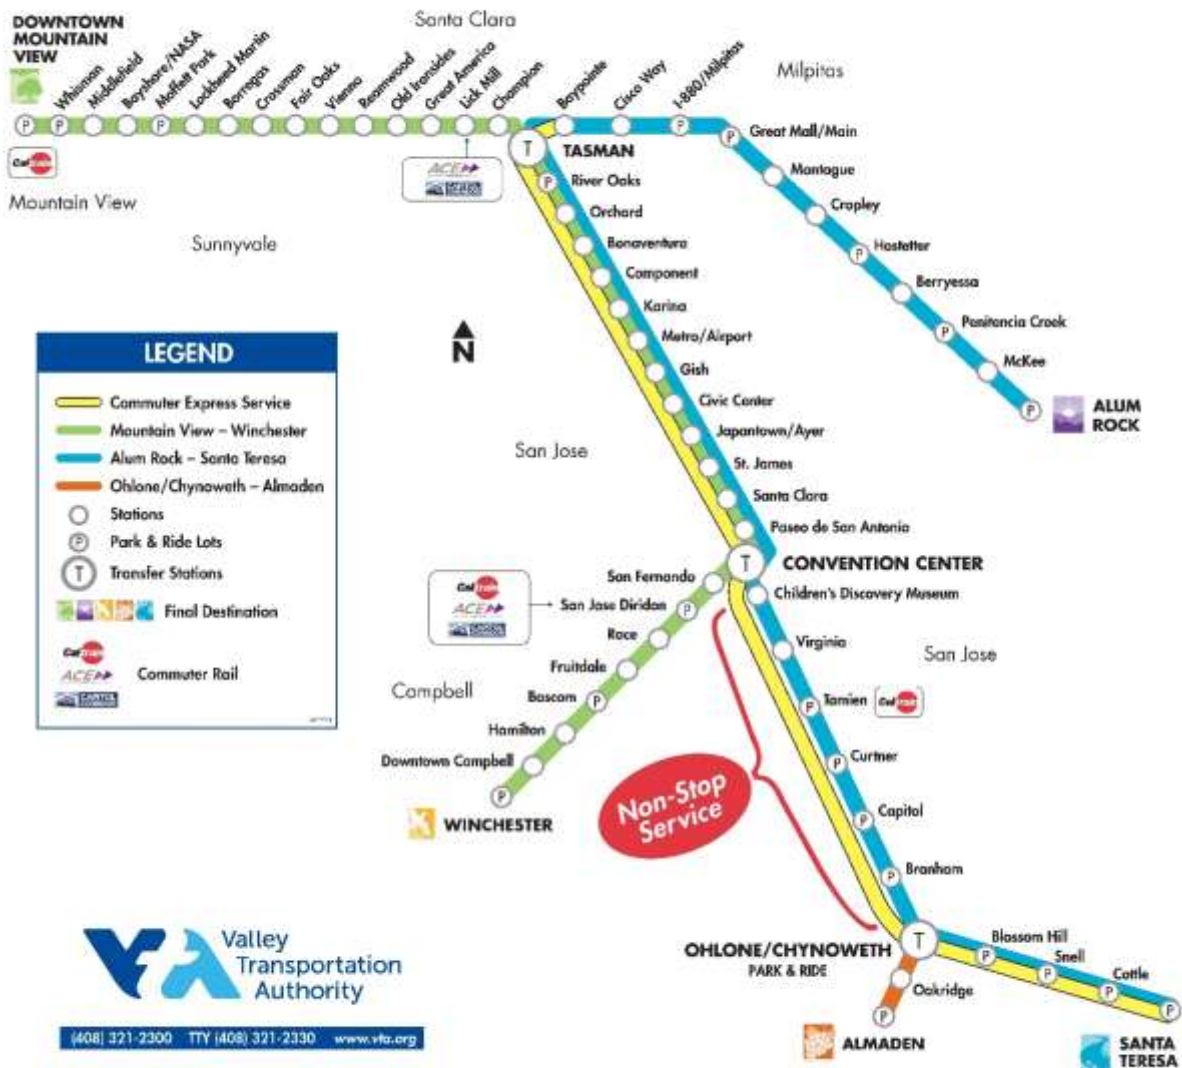 DOWNTOWN
MOUNTAIN
VIEW
Santa Clara
Whisman
Middlefield
Bayshore/NASA
Moffett Park
Lockheed Martin
Borregas
Crossman
Fair Oaks
Vienna
Reamwood
Old Ironsides
Great America
Lick Mill
Champion
Baypointe
Cisco Way
I-880/Milpitas
Milpitas
Great Mall/Main
TASMAN
Cal
ACE
Mountain View
Sunnyvale
River Oaks
Orchard
Bonaventura
Component
Karina
Metro/Airport
Gish
Civic Center
Japantown/Ayer
St. James
Santa Clara
Paseo de San Antonio
Montague
Cropley
Hostetter
Berryessa
Penitencia Creek
McKee
ALUM
ROCK
N
San Jose
LEGEND
Commuter Express Service
Mountain View – Winchester
Alum Rock – Santa Teresa
Ohlone/Chynoweth – Almaden
Stations
P Park & Ride Lots
T Transfer Stations
Final Destination
Cal
ACE Commuter Rail
CONVENTION CENTER
San Fernando
Cal
ACE
San Jose Diridon
Race
Fruitdale
Bascom
Hamilton
Downtown Campbell
WINCHESTER
Campbell
Children's Discovery Museum
Virginia
San Jose
Tamien
Cal
Curtner
Capitol
Branham
Non-Stop
Service
OHLONE/CHYNOWETH
PARK & RIDE
Blossom Hill
Snell
Cottle
Oakridge
ALMADEN
SANTA
TERESA
Valley
Transportation
Authority
(408) 321-2300 TTY (408) 321-2330 www.vta.org